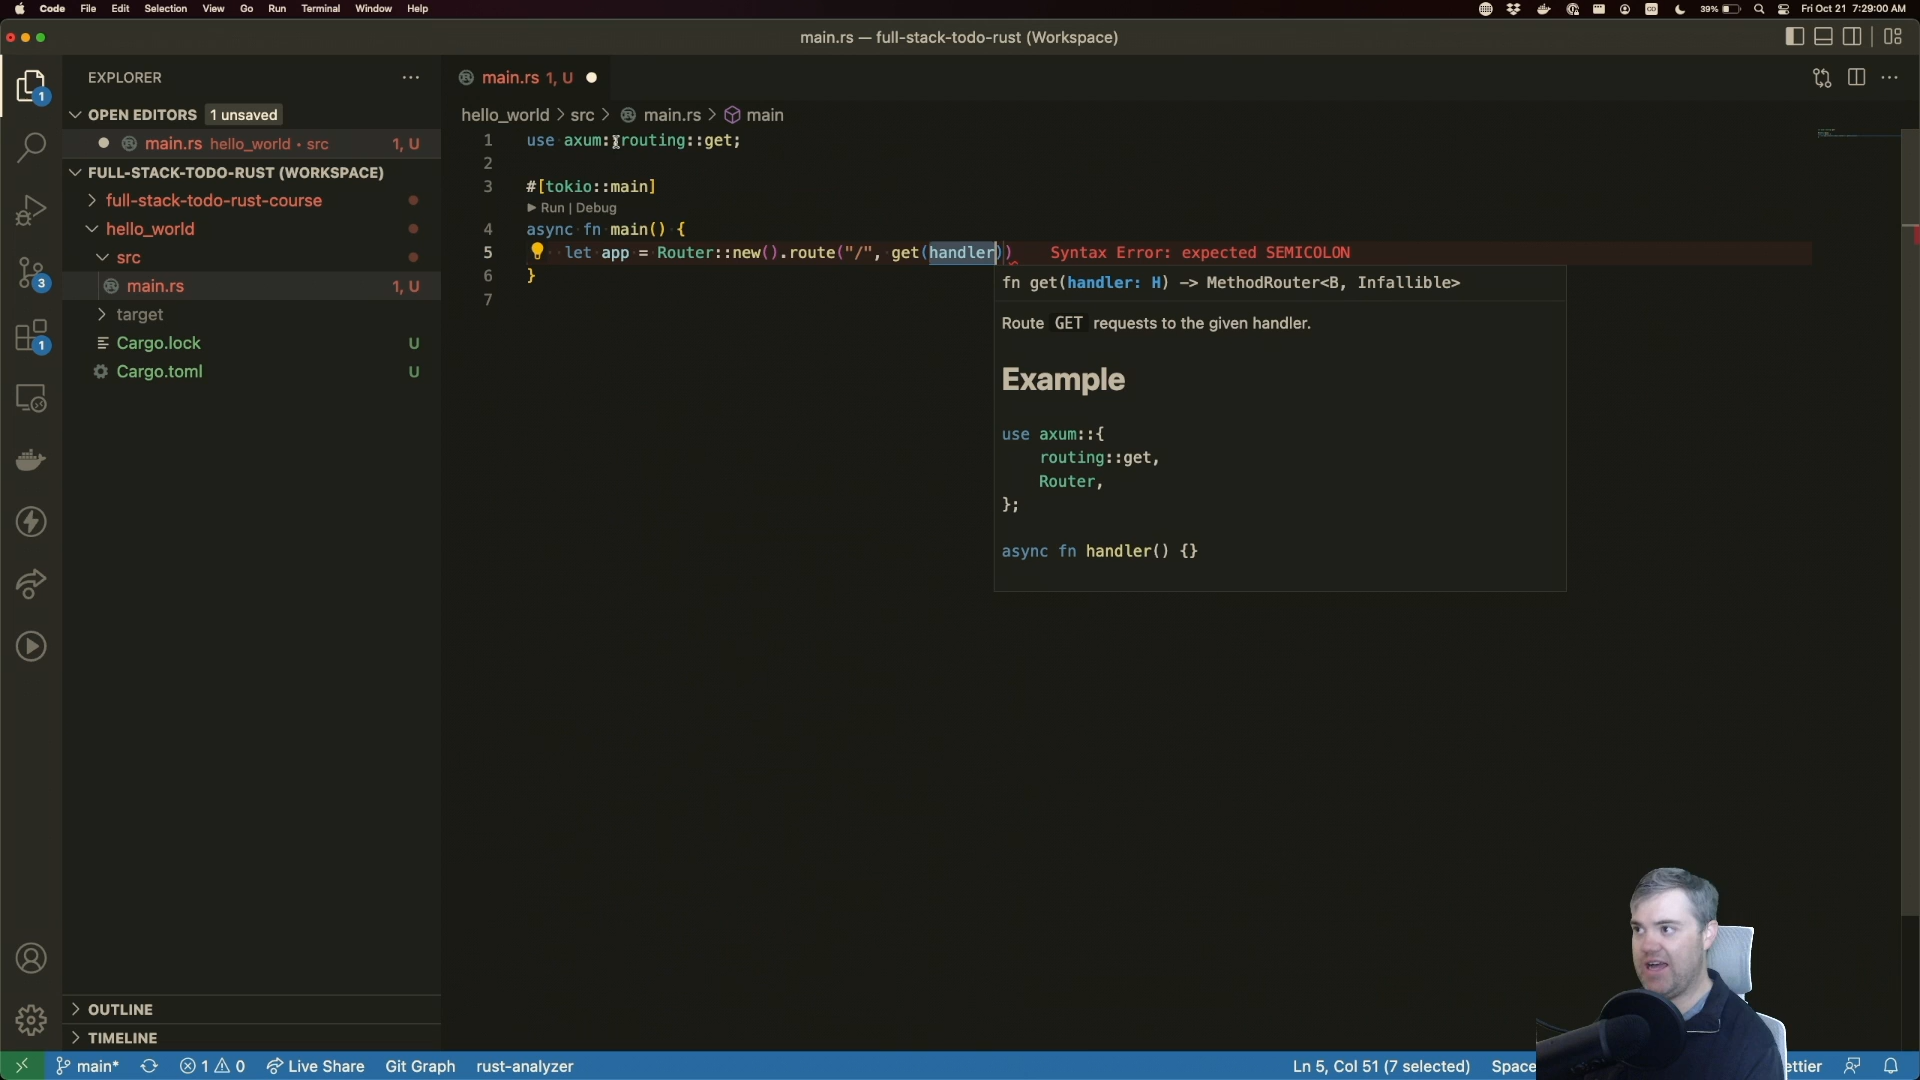 Code File Edit Selection View Go Run Terminal Window Help
39% Fri Oct 21 7:29:00 AM
main.rs — full-stack-todo-rust (Workspace)
EXPLORER
OPEN EDITORS 1 unsaved
main.rs hello_world • src 1, U
FULL-STACK-TODO-RUST (WORKSPACE)
full-stack-todo-rust-course
hello_world
src
main.rs 1, U
target
Cargo.lock U
Cargo.toml U
OUTLINE
TIMELINE
1
3
1
main.rs 1, U
hello_world > src > main.rs > main
1 use axum::routing::get;
2
3 #[tokio::main]
Run | Debug
4 async fn main() {
5 let app = Router::new().route("/", get(handler)) Syntax Error: expected SEMICOLON
6 }
7
fn get(handler: H) -> MethodRouter<B, Infallible>
Route GET requests to the given handler.
Example
use axum::{
routing::get,
Router,
};
async fn handler() {}
main* 1 0 Live Share Git Graph rust-analyzer Ln 5, Col 51 (7 selected) Space ettier